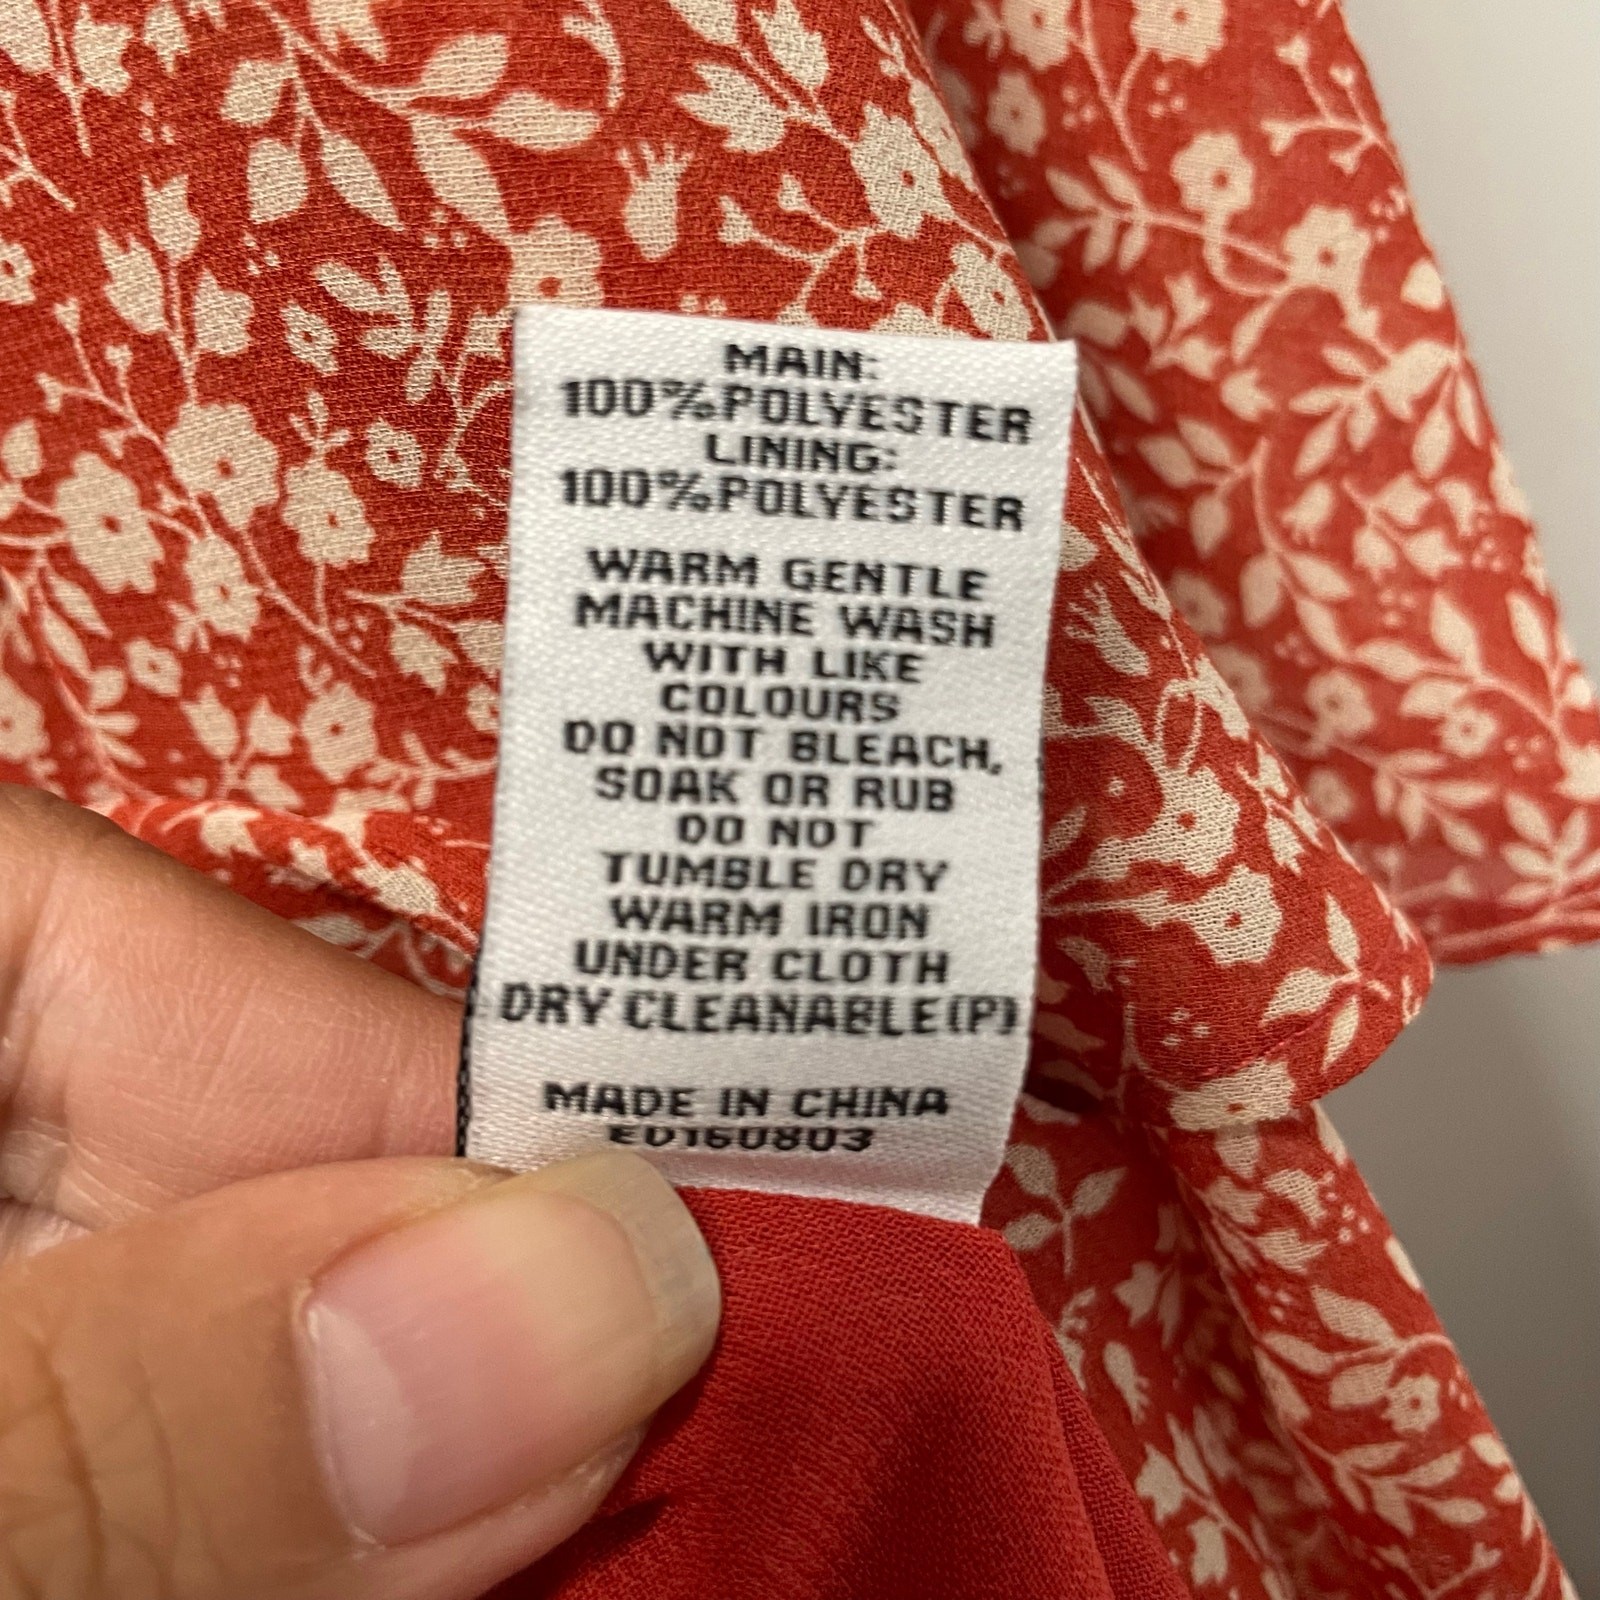 MAIN:
100%POLYESTER
LINING:
100%POLYESTER
WARM GENTLE
MACHINE WASH
WITH LIKE
COLOURS
DO NOT BLEACH,
SOAK OR RUB
DO NOT
TUMBLE DRY
WARM IRON
UNDER CLOTH
DRY CLEANABLE(P)
MADE IN CHINA
ED160803